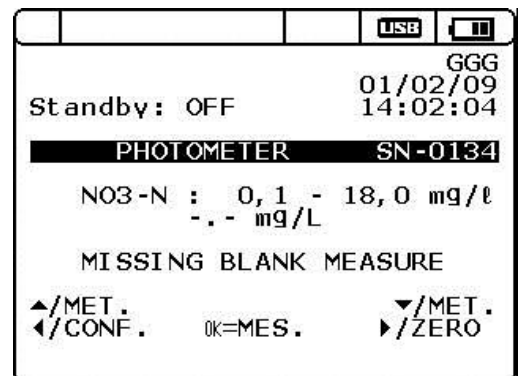 USB
GGG
01/02/09
Standby: OFF 14:02:04
PHOTOMETER SN-0134
NO3-N : 0,1 - 18,0 mg/ℓ
-.- mg/L
MISSING BLANK MEASURE
▲/MET. ▼/MET.
◀/CONF. OK=MES. ▶/ZERO